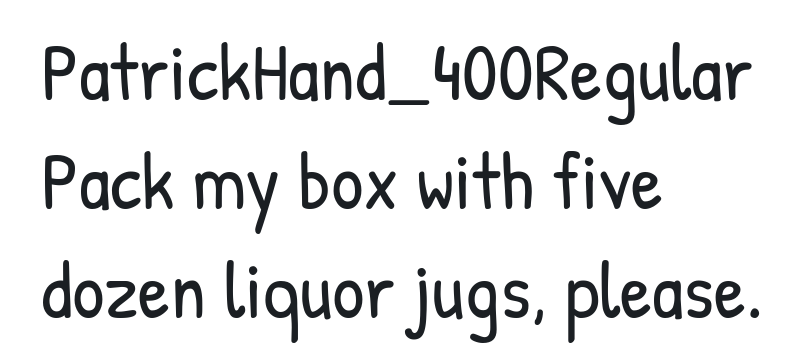 PatrickHand_400Regular
Pack my box with five
dozen liquor jugs, please.